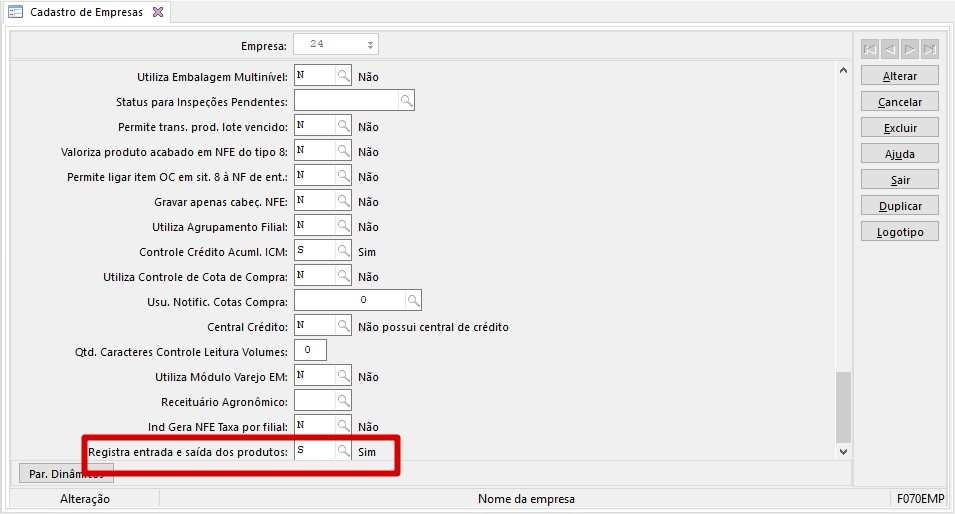 Cadastro de Empresas
Empresa: 24
Utiliza Embalagem Multinível: N Não
Status para Inspeções Pendentes:
Permite trans. prod. lote vencido: N Não
Valoriza produto acabado em NFE do tipo 8: N Não
Permite ligar item OC em sit. 8 à NF de ent.: N Não
Gravar apenas cabeç. NFE: N Não
Utiliza Agrupamento Filial: N Não
Controle Crédito Acuml. ICM: S Sim
Utiliza Controle de Cota de Compra: N Não
Usu. Notific. Cotas Compra: 0
Central Crédito: N Não possui central de crédito
Qtd. Caracteres Controle Leitura Volumes: 0
Utiliza Módulo Varejo EM: N Não
Receituário Agronômico:
Ind Gera NFE Taxa por filial: N Não
Registra entrada e saída dos produtos: S Sim
Alterar
Cancelar
Excluir
Ajuda
Sair
Duplicar
Logotipo
Par. Dinâmicos
Alteração Nome da empresa F070EMP